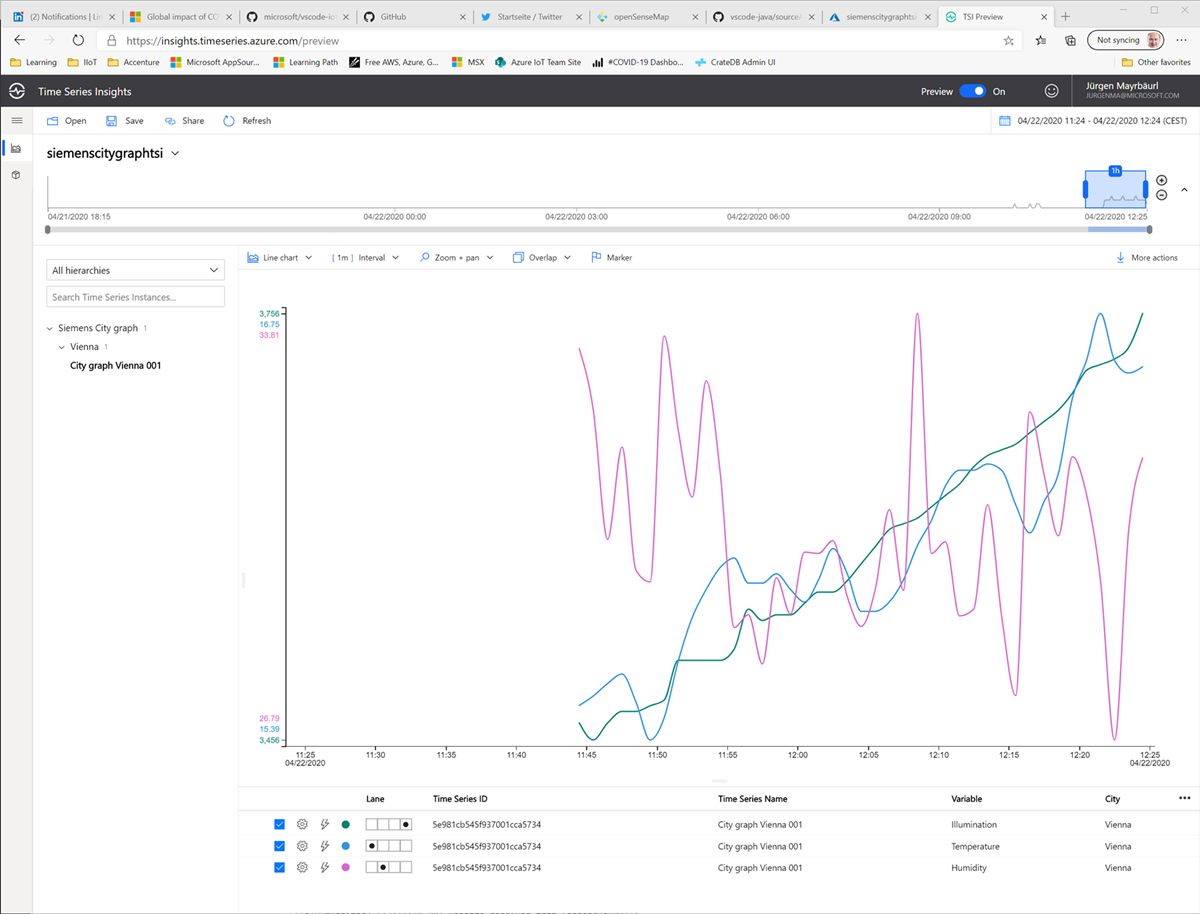 (2) Notifications | Lin
Global impact of CO
microsoft/vscode-io
GitHub
Startseite / Twitter
openSenseMap
vscode-java/source/
siemenscitygraphtsi
TSI Preview
https://insights.timeseries.azure.com/preview
Not syncing
Learning
IIoT
Accenture
Microsoft AppSour...
Learning Path
Free AWS, Azure, G...
MSX
Azure IoT Team Site
#COVID-19 Dashbo...
CrateDB Admin UI
Other favorites
Time Series Insights
Preview On
Jürgen Mayrbäurl
JURGENMA@MICROSOFT.COM
Open
Save
Share
Refresh
04/22/2020 11:24 - 04/22/2020 12:24 (CEST)
siemenscitygraphtsi
1h
04/21/2020 18:15
04/22/2020 00:00
04/22/2020 03:00
04/22/2020 06:00
04/22/2020 09:00
04/22/2020 12:25
All hierarchies
Search Time Series Instances...
Siemens City graph 1
Vienna 1
City graph Vienna 001
Line chart
[ 1m ] Interval
Zoom + pan
Overlap
Marker
More actions
3,756
16.75
33.81
26.79
15.39
3,456
11:25
04/22/2020
11:30
11:35
11:40
11:45
11:50
11:55
12:00
12:05
12:10
12:15
12:20
12:25
04/22/2020
Lane Time Series ID Time Series Name Variable City
5e981cb545f937001cca5734 City graph Vienna 001 Illumination Vienna
5e981cb545f937001cca5734 City graph Vienna 001 Temperature Vienna
5e981cb545f937001cca5734 City graph Vienna 001 Humidity Vienna